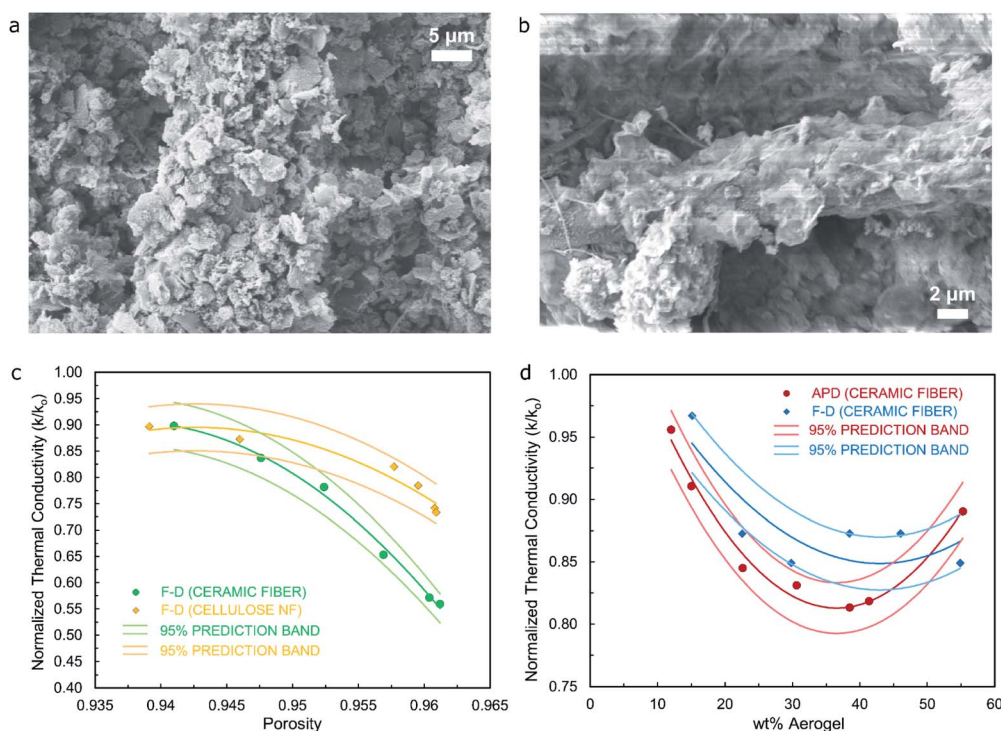 a
5 μm
b
2 μm
c
1.00
0.95
0.90
0.85
0.80
0.75
0.70
0.65
0.60
0.55
0.50
0.45
0.40
Normalized Thermal Conductivity (k/ko)
F-D (CERAMIC FIBER)
F-D (CELLULOSE NF)
95% PREDICTION BAND
95% PREDICTION BAND
0.935 0.94 0.945 0.95 0.955 0.96 0.965
Porosity
d
1.00
0.95
0.90
0.85
0.80
0.75
Normalized Thermal Conductivity (k/ko)
APD (CERAMIC FIBER)
F-D (CERAMIC FIBER)
95% PREDICTION BAND
95% PREDICTION BAND
0 10 20 30 40 50 60
wt% Aerogel